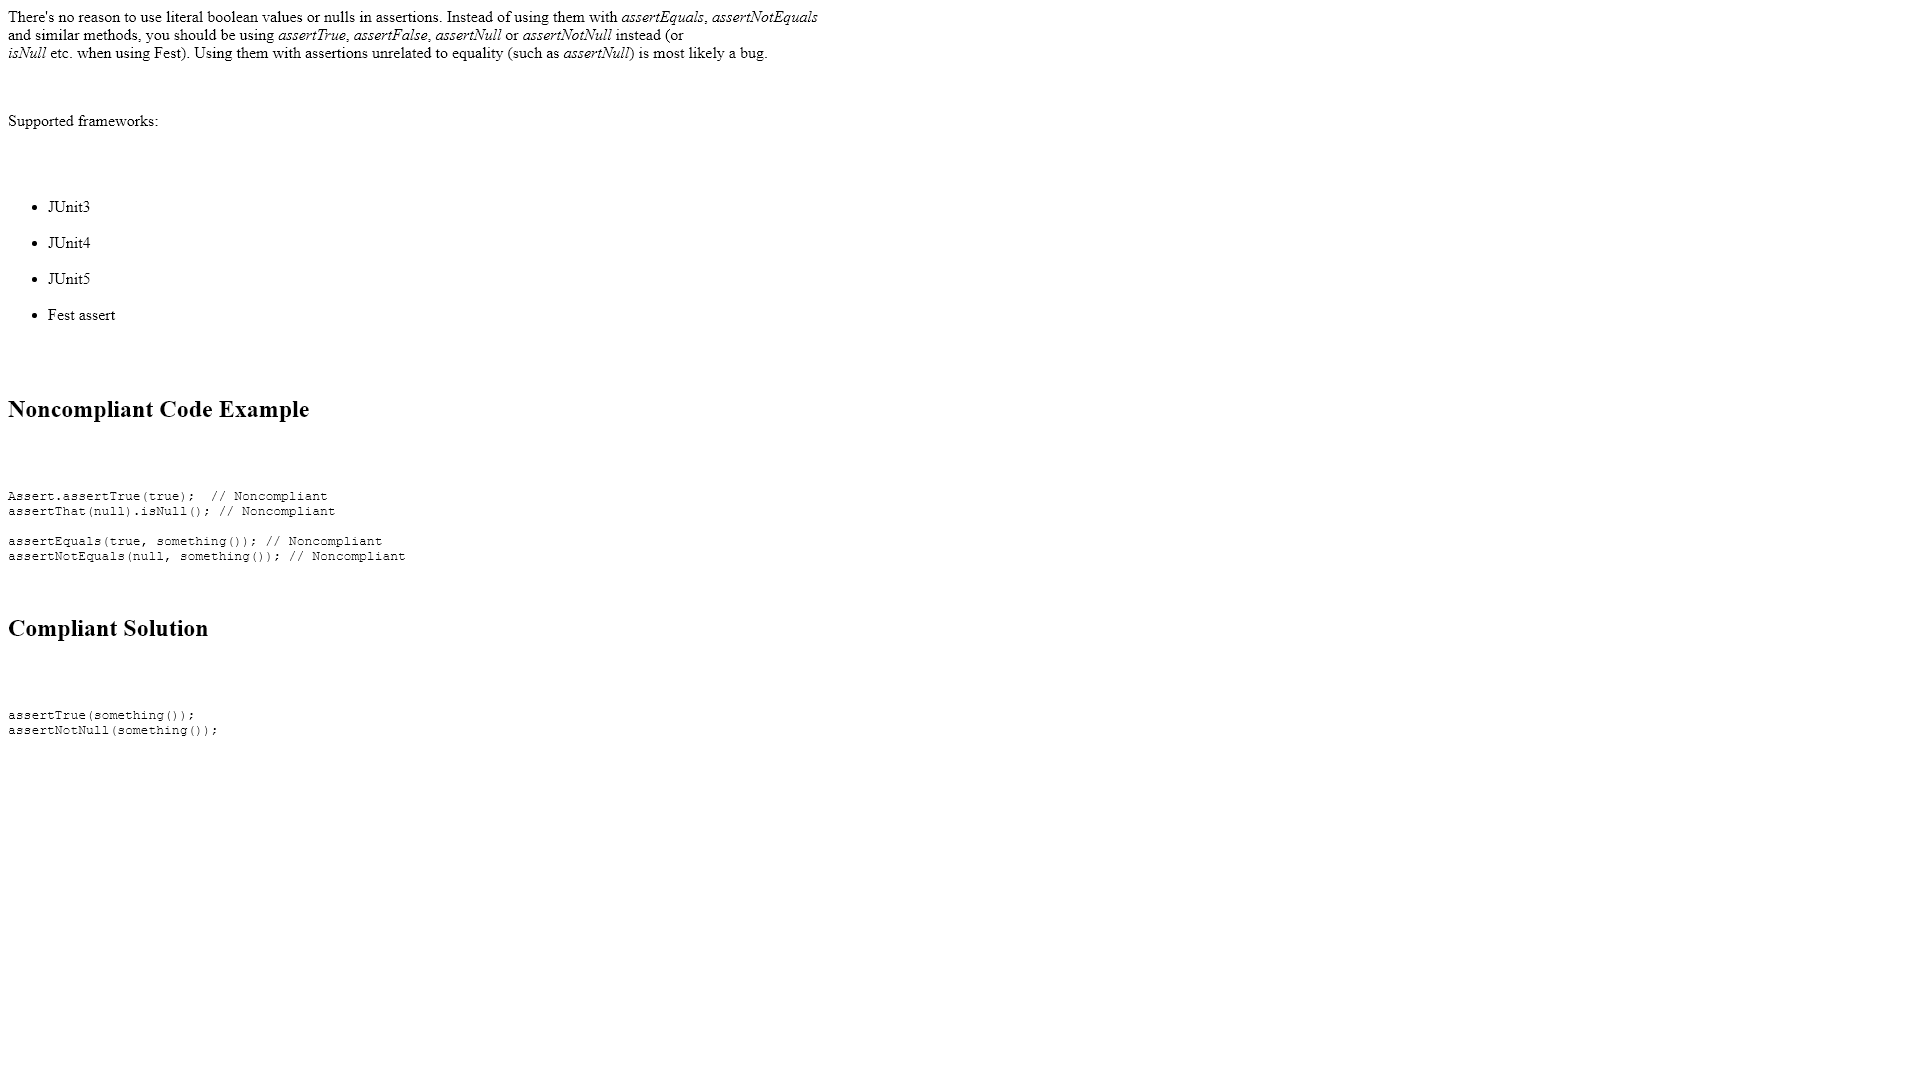 There's no reason to use literal boolean values or nulls in assertions. Instead of using them with assertEquals, assertNotEquals
and similar methods, you should be using assertTrue, assertFalse, assertNull or assertNotNull instead (or
isNull etc. when using Fest). Using them with assertions unrelated to equality (such as assertNull) is most likely a bug.
Supported frameworks:
• JUnit3
• JUnit4
• JUnit5
• Fest assert
Noncompliant Code Example
Assert.assertTrue(true);  // Noncompliant
assertThat(null).isNull(); // Noncompliant
assertEquals(true, something()); // Noncompliant
assertNotEquals(null, something()); // Noncompliant
Compliant Solution
assertTrue(something());
assertNotNull(something());